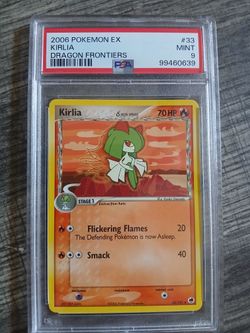 2006 POKEMON EX #33
KIRLIA MINT
DRAGON FRONTIERS 9
PSA 99460639
Kirlia 70 HP
STAGE 1
Flickering Flames 20
The Defending Pokémon is now Asleep.
Smack 40